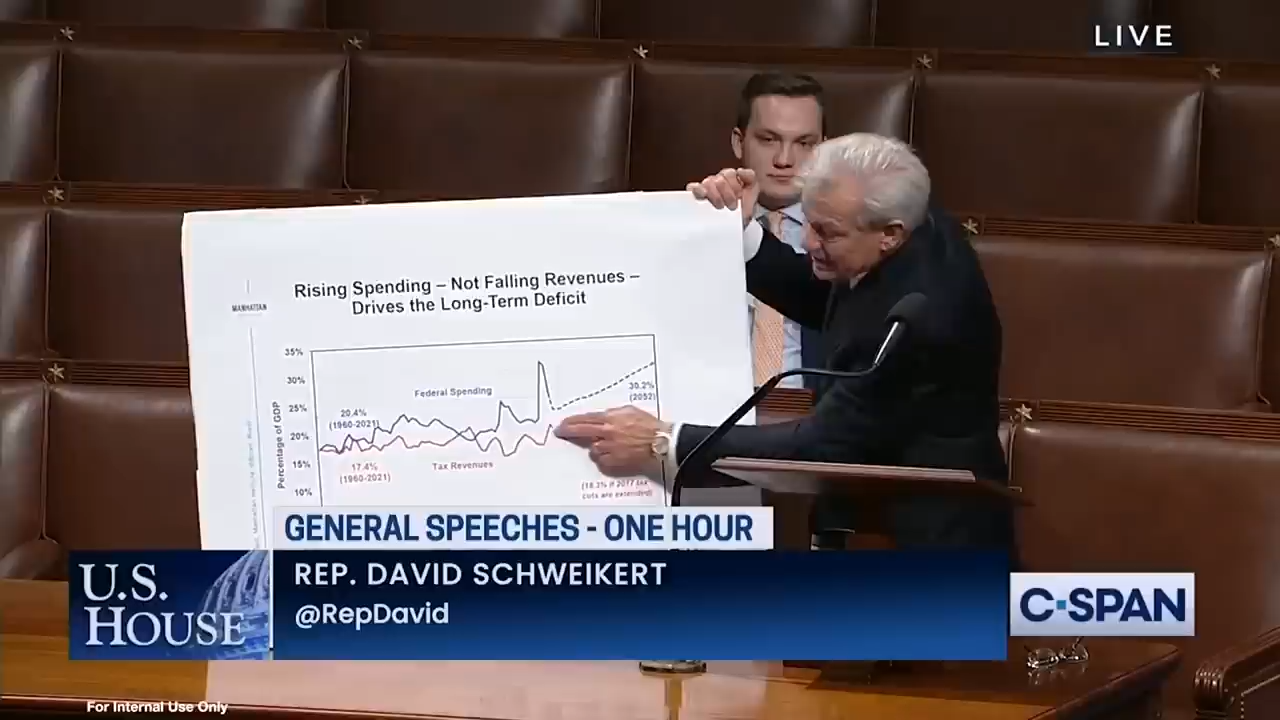 LIVE
Rising Spending – Not Falling Revenues –
Drives the Long-Term Deficit
MANHATTAN
35%
30%
25%
20%
15%
10%
Percentage of GDP
Federal Spending
20.4%
(1960-2021)
30.2%
(2052)
17.4%
(1960-2021)
Tax Revenues
(18.3% if 2017 tax
cuts are extended)
GENERAL SPEECHES - ONE HOUR
U.S.
HOUSE
REP. DAVID SCHWEIKERT
@RepDavid
C-SPAN
For Internal Use Only